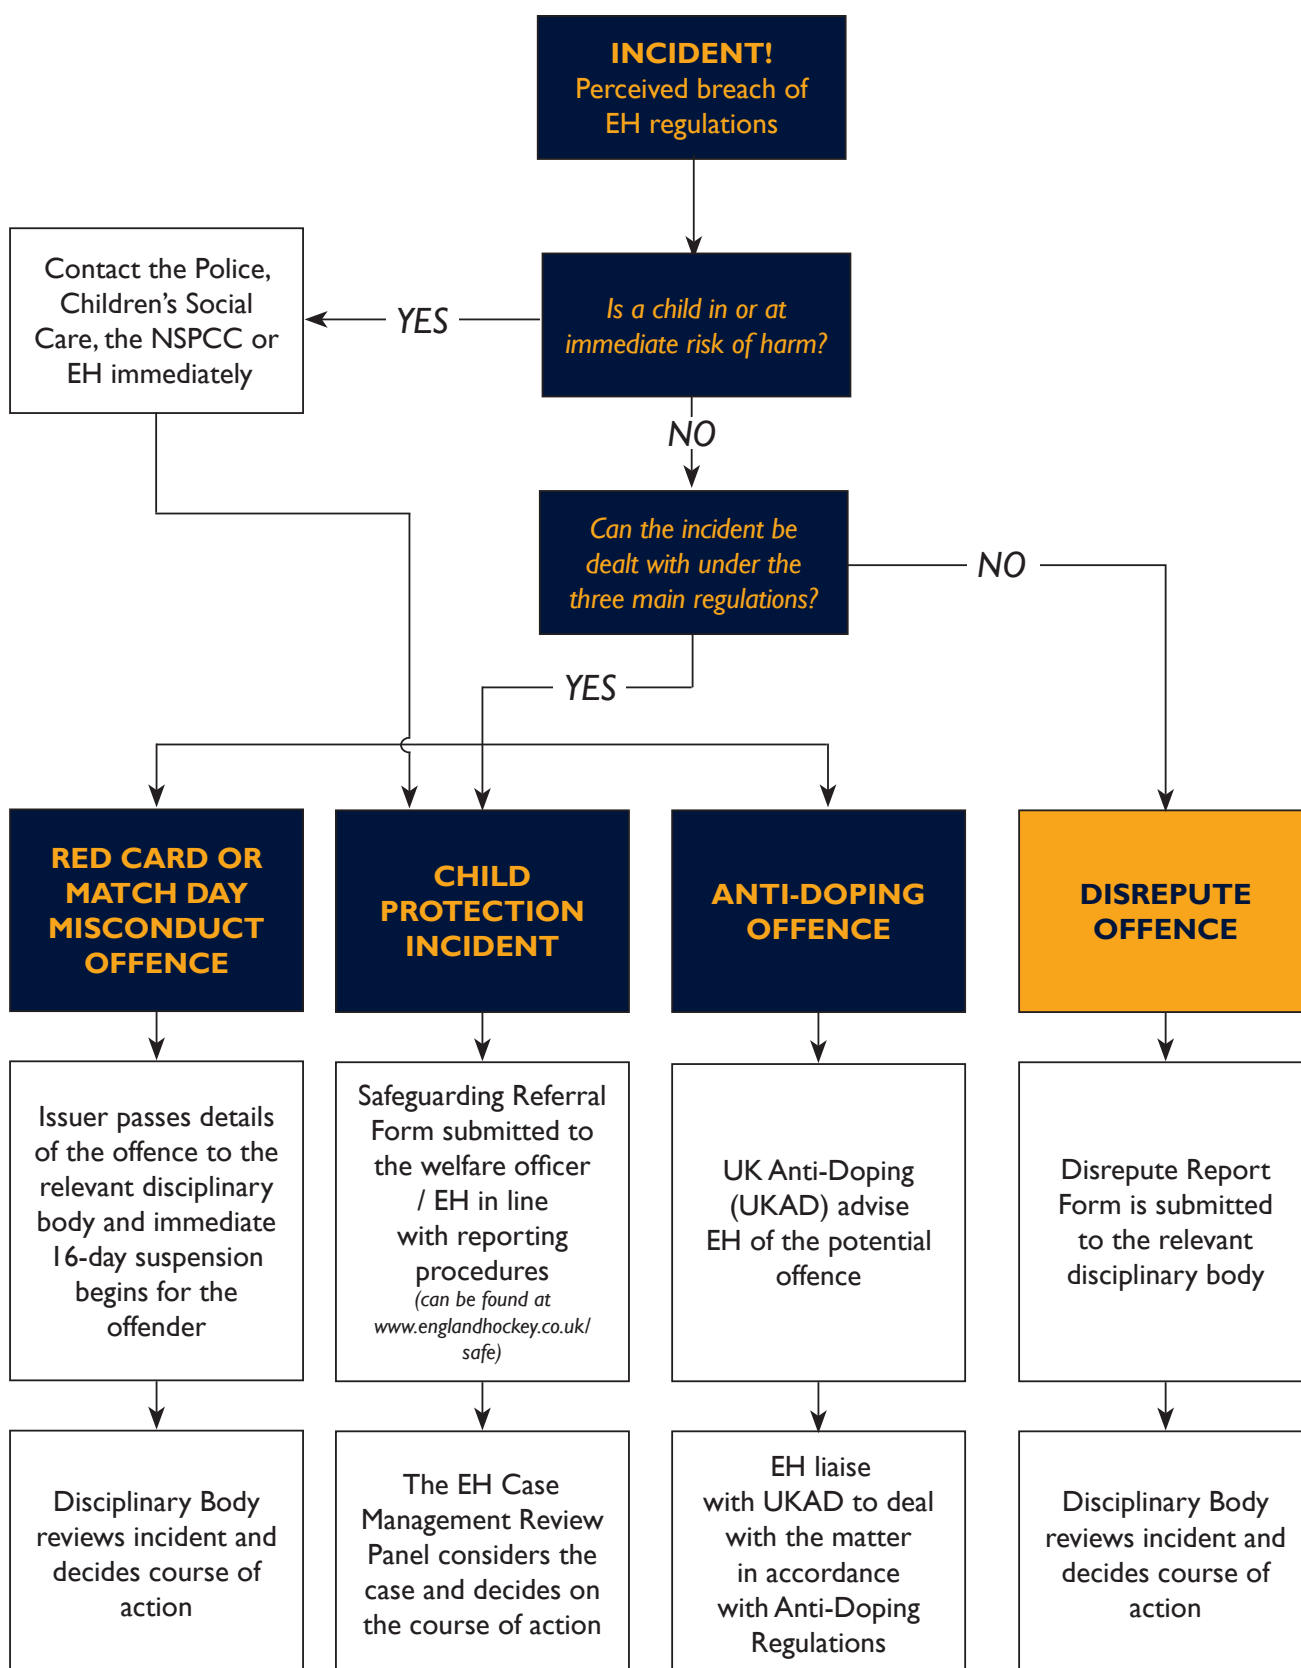 INCIDENT!
Perceived breach of
EH regulations
Contact the Police,
Children’s Social
Care, the NSPCC or
EH immediately
YES
Is a child in or at
immediate risk of harm?
NO
Can the incident be
dealt with under the
three main regulations?
NO
YES
RED CARD OR
MATCH DAY
MISCONDUCT
OFFENCE
CHILD
PROTECTION
INCIDENT
ANTI-DOPING
OFFENCE
DISREPUTE
OFFENCE
Issuer passes details
of the offence to the
relevant disciplinary
body and immediate
16-day suspension
begins for the
offender
Safeguarding Referral
Form submitted to
the welfare officer
/ EH in line
with reporting
procedures
(can be found at
www.englandhockey.co.uk/
safe)
UK Anti-Doping
(UKAD) advise
EH of the potential
offence
Disrepute Report
Form is submitted
to the relevant
disciplinary body
Disciplinary Body
reviews incident and
decides course of
action
The EH Case
Management Review
Panel considers the
case and decides on
the course of action
EH liaise
with UKAD to deal
with the matter
in accordance
with Anti-Doping
Regulations
Disciplinary Body
reviews incident and
decides course of
action